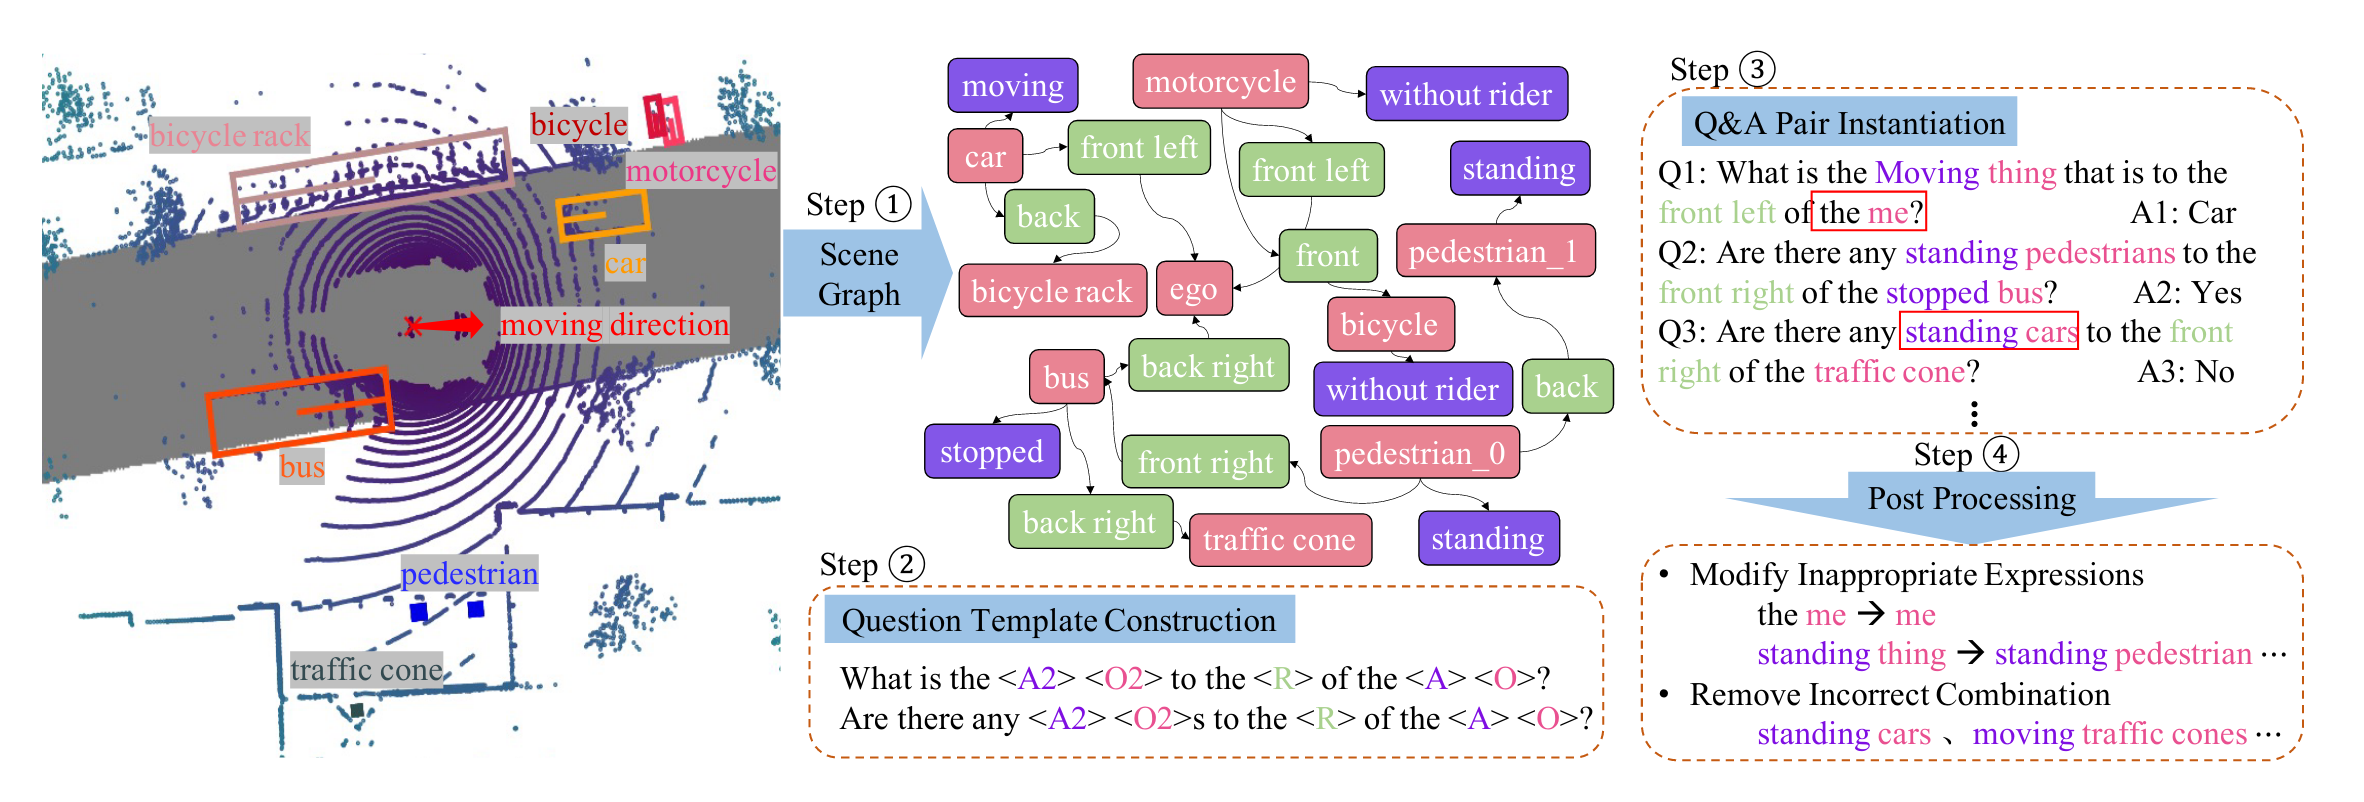 bicycle rack
bicycle
motorcycle
car
moving direction
bus
pedestrian
traffic cone
Step ①
Scene
Graph
moving
motorcycle
without rider
car
front left
front left
standing
back
front
pedestrian_1
bicycle rack
ego
bicycle
back right
bus
without rider
back
stopped
front right
pedestrian_0
back right
traffic cone
standing
Step ②
Question Template Construction
What is the <A2> <O2> to the <R> of the <A> <O>?
Are there any <A2> <O2>s to the <R> of the <A> <O>?
Step ③
Q&A Pair Instantiation
Q1: What is the Moving thing that is to the
front left of the me? A1: Car
Q2: Are there any standing pedestrians to the
front right of the stopped bus? A2: Yes
Q3: Are there any standing cars to the front
right of the traffic cone? A3: No
⋮
Step ④
Post Processing
• Modify Inappropriate Expressions
the me → me
standing thing → standing pedestrian ···
• Remove Incorrect Combination
standing cars 、moving traffic cones ···